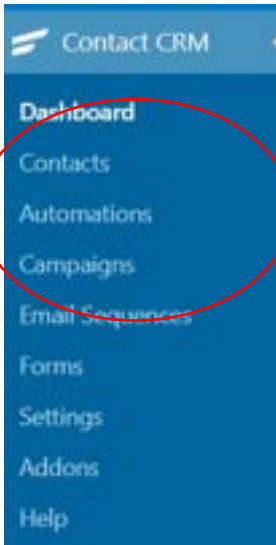 Contact CRM
Dashboard
Contacts
Automations
Campaigns
Email Sequences
Forms
Settings
Addons
Help